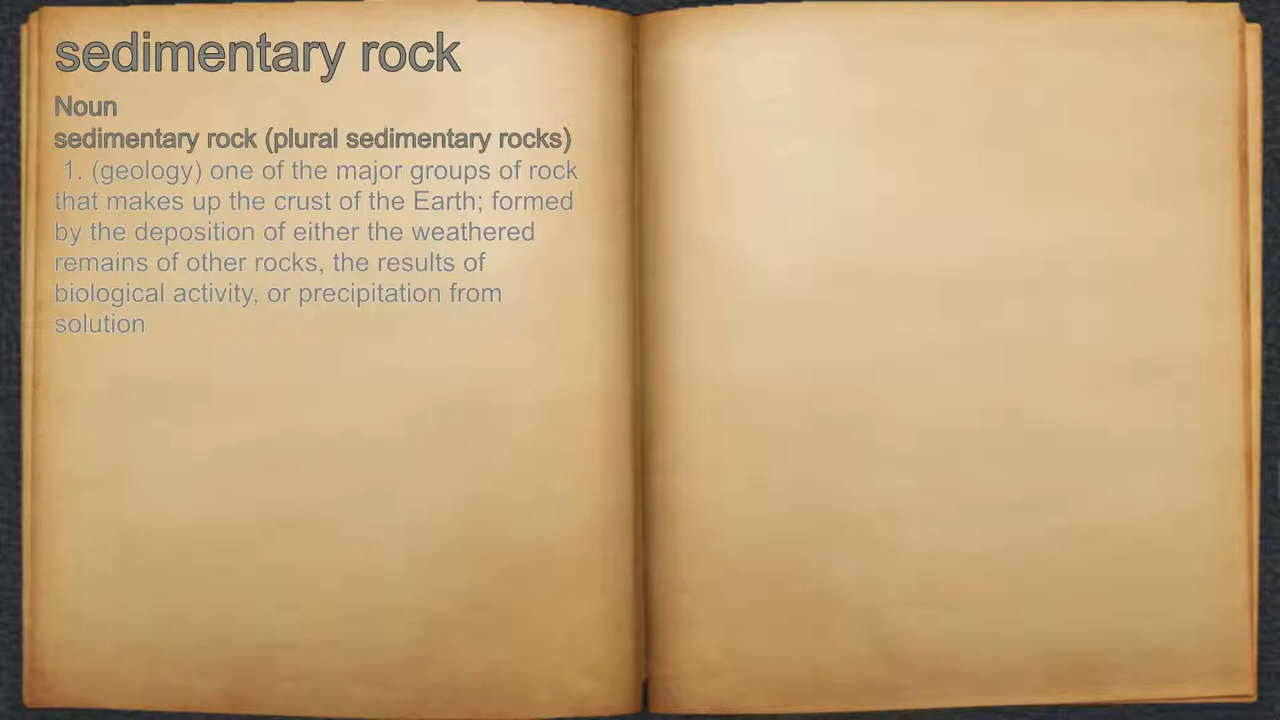 sedimentary rock
Noun
sedimentary rock (plural sedimentary rocks)
1. (geology) one of the major groups of rock
that makes up the crust of the Earth; formed
by the deposition of either the weathered
remains of other rocks, the results of
biological activity, or precipitation from
solution